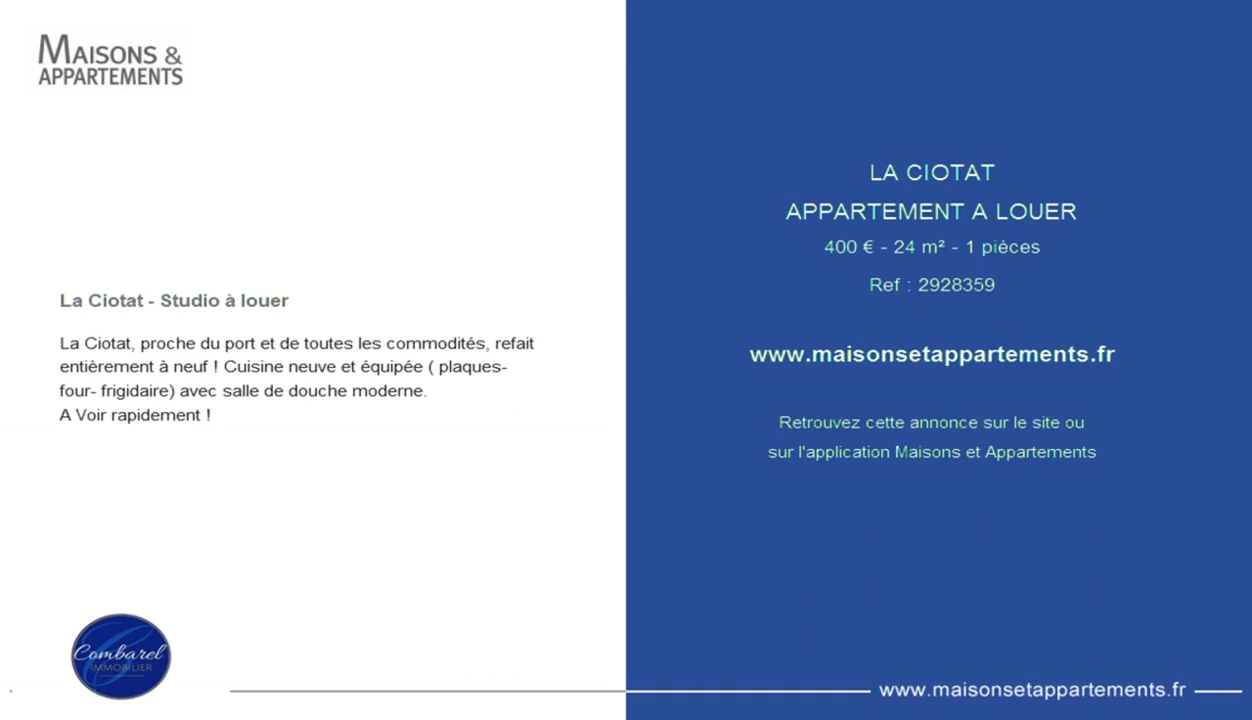 MAISONS &
APPARTEMENTS
La Ciotat - Studio à louer
La Ciotat, proche du port et de toutes les commodités, refait
entièrement à neuf ! Cuisine neuve et équipée ( plaques-
four- frigidaire) avec salle de douche moderne.
A Voir rapidement !
Combarel
IMMOBILIER
LA CIOTAT
APPARTEMENT A LOUER
400 € - 24 m² - 1 pièces
Ref : 2928359
www.maisonsetappartements.fr
Retrouvez cette annonce sur le site ou
sur l'application Maisons et Appartements
www.maisonsetappartements.fr